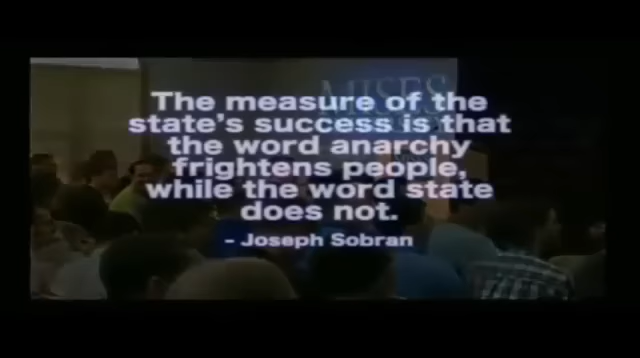 MISES
The measure of the
state's success is that
the word anarchy
frightens people,
while the word state
does not.
- Joseph Sobran